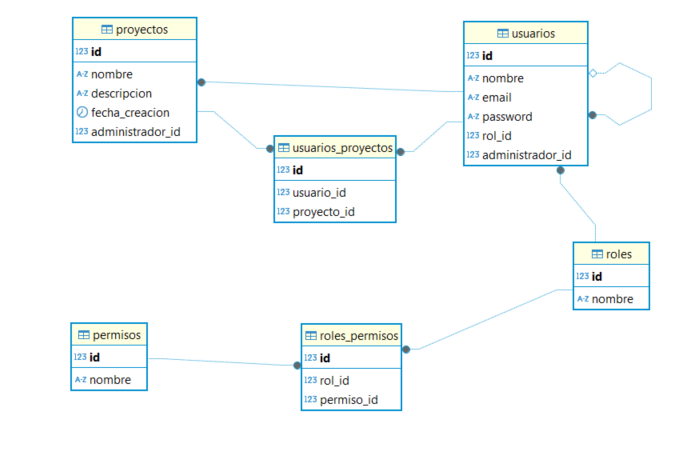 proyectos
123 id
A-Z nombre
A-Z descripcion
fecha_creacion
123 administrador_id
usuarios
123 id
A-Z nombre
A-Z email
A-Z password
123 rol_id
123 administrador_id
usuarios_proyectos
123 id
123 usuario_id
123 proyecto_id
roles
123 id
A-Z nombre
permisos
123 id
A-Z nombre
roles_permisos
123 id
123 rol_id
123 permiso_id